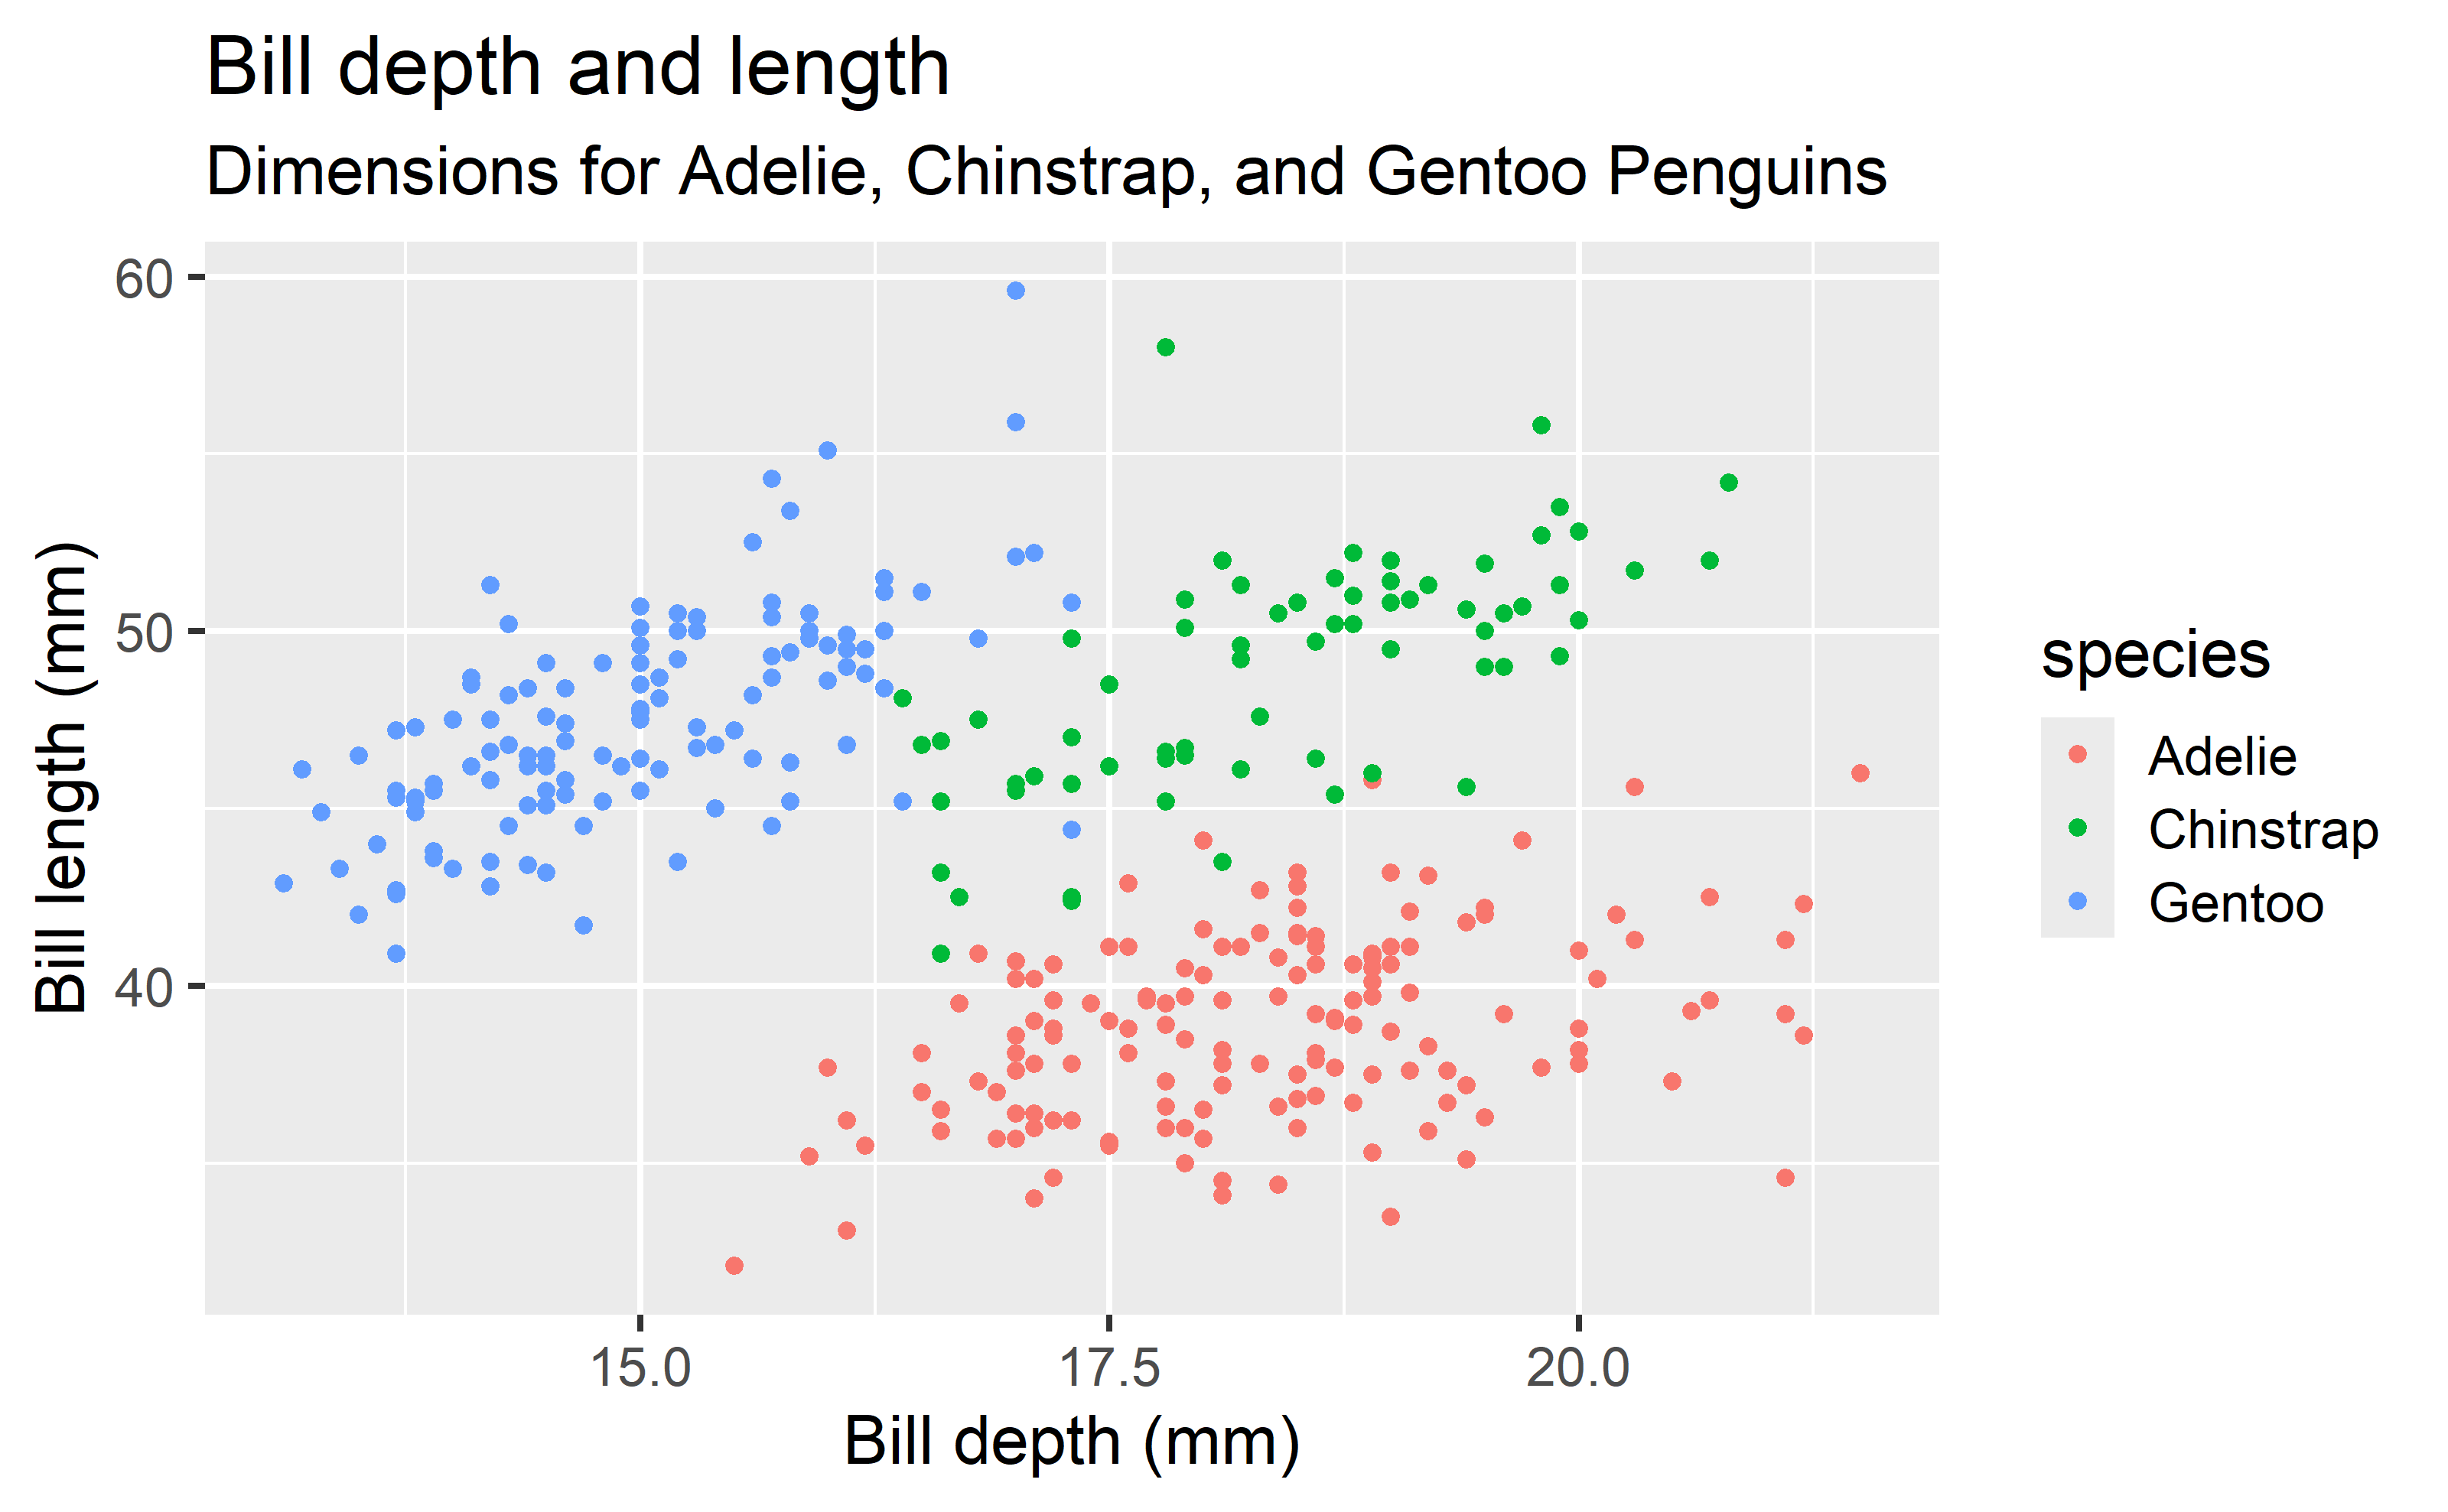 Bill depth and length
Dimensions for Adelie, Chinstrap, and Gentoo Penguins
60
50
40
Bill length (mm)
15.0
17.5
20.0
Bill depth (mm)
species
Adelie
Chinstrap
Gentoo